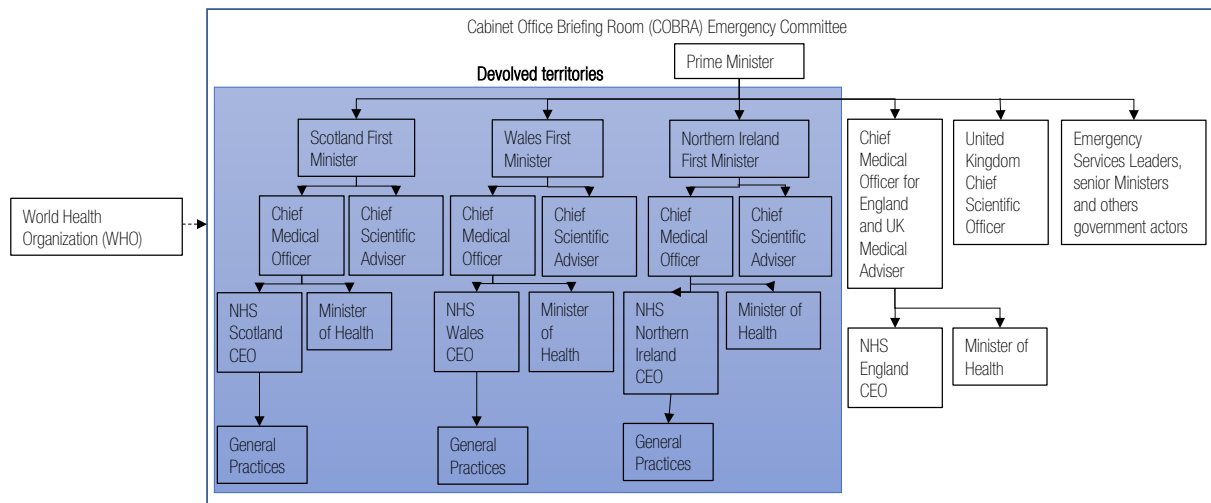 Cabinet Office Briefing Room (COBRA) Emergency Committee
Prime Minister
Devolved territories
Scotland First
Minister
Wales First
Minister
Northern Ireland
First Minister
Chief
Medical
Officer for
England
and UK
Medical
Adviser
United
Kingdom
Chief
Scientific
Officer
Emergency
Services Leaders,
senior Ministers
and others
government actors
World Health
Organization (WHO)
Chief
Medical
Officer
Chief
Scientific
Adviser
Chief
Medical
Officer
Chief
Scientific
Adviser
Chief
Medical
Officer
Chief
Scientific
Adviser
NHS
Scotland
CEO
Minister
of Health
NHS
Wales
CEO
Minister
of
Health
NHS
Northern
Ireland
CEO
Minister
of Health
NHS
England
CEO
Minister of
Health
General
Practices
General
Practices
General
Practices